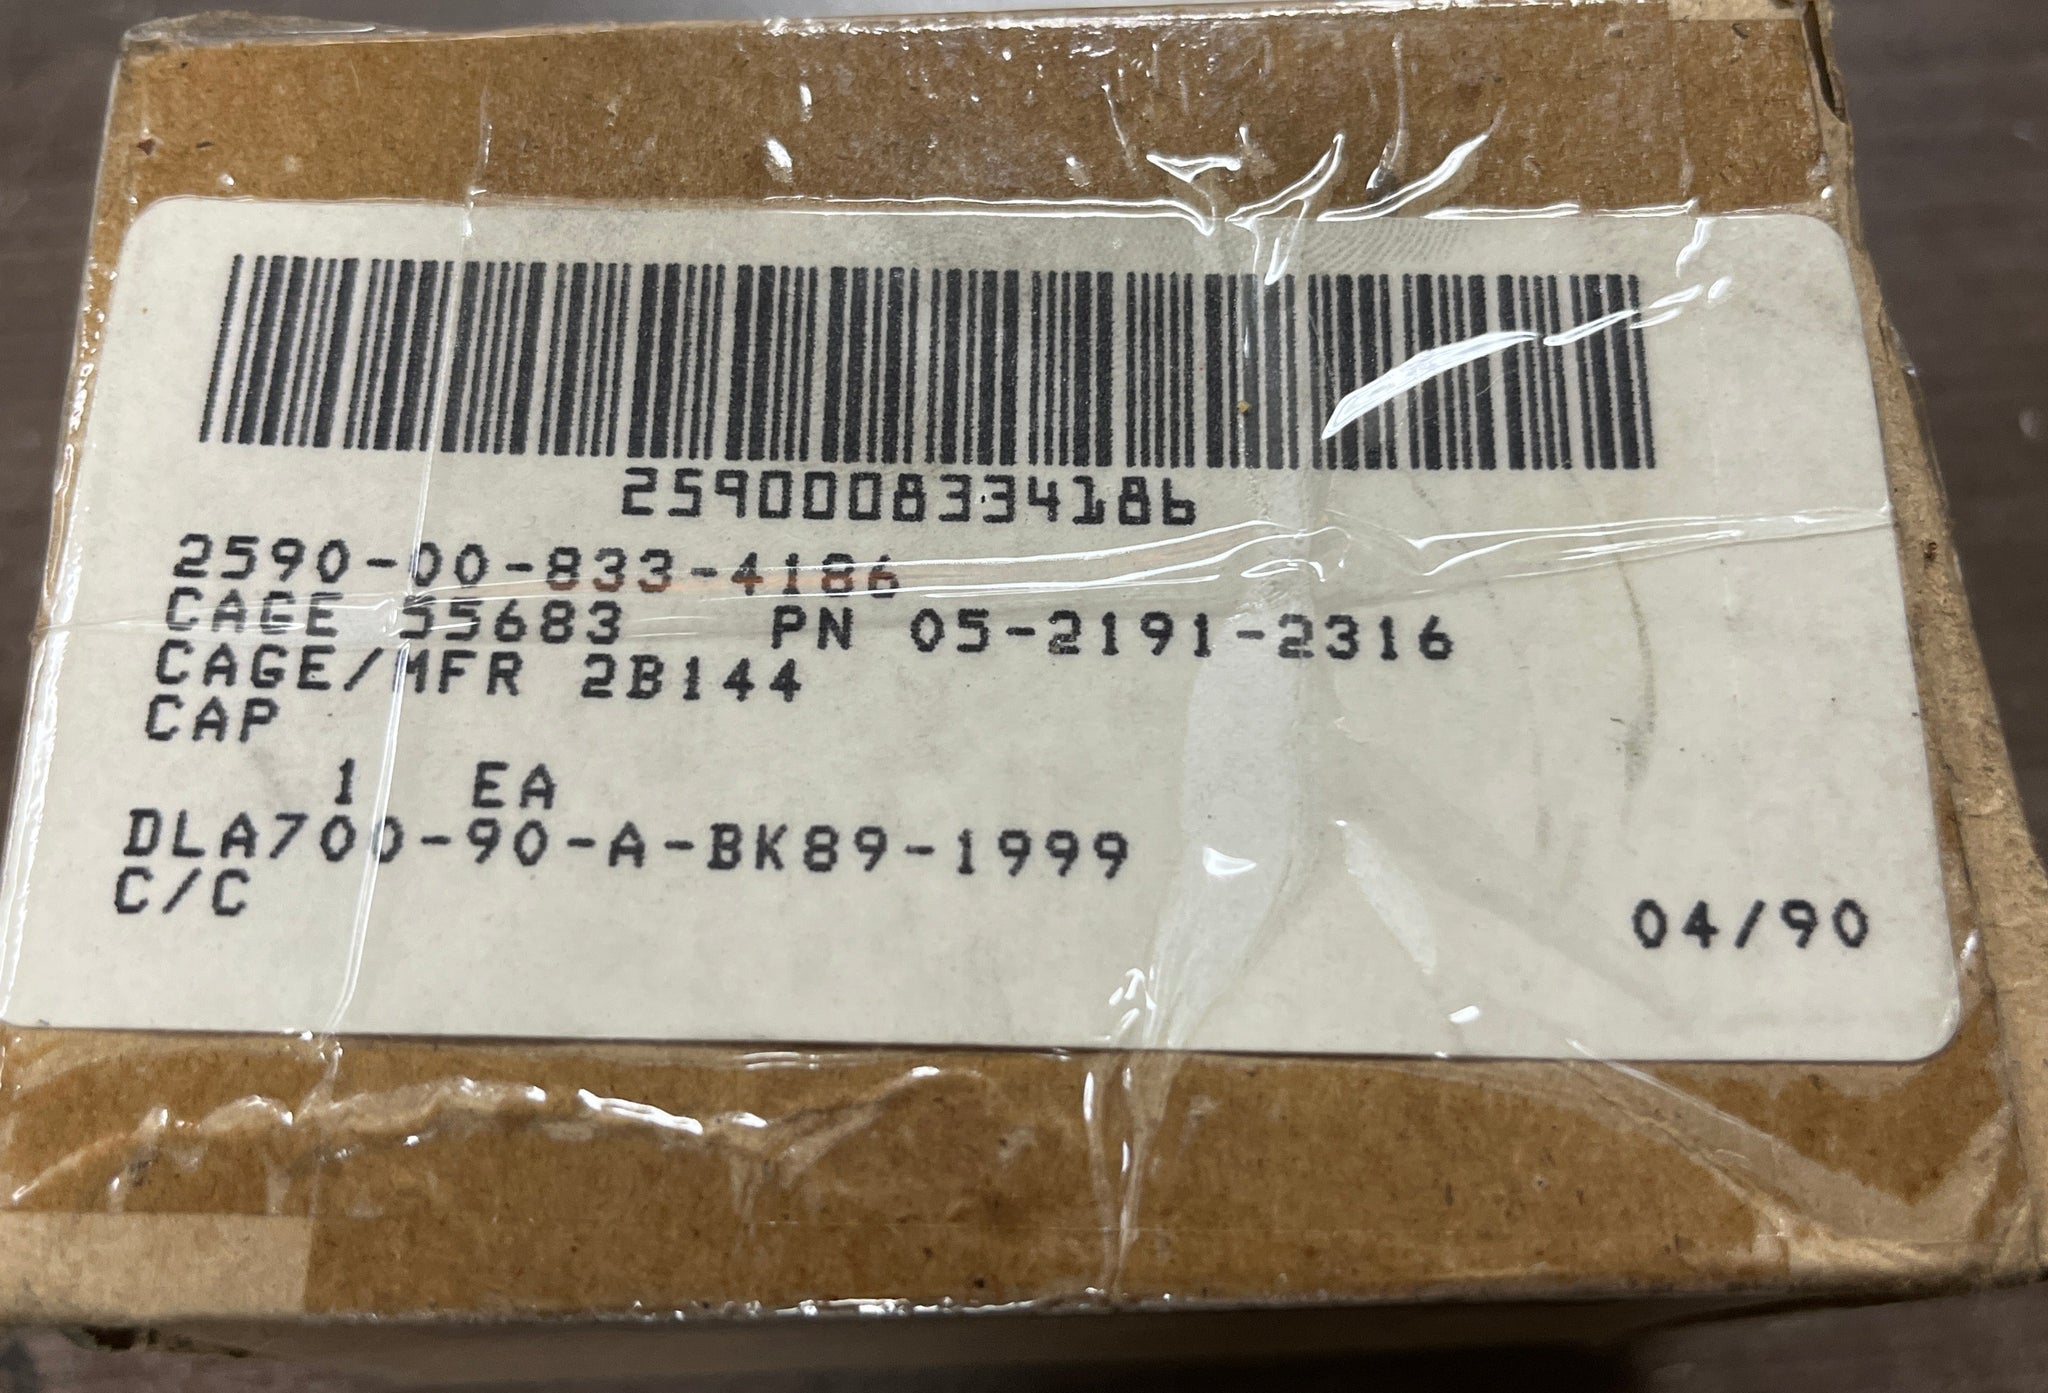 2590008334186
2590-00-833-4186
CAGE 55683 PN 05-2191-2316
CAGE/MFR 2B144
CAP
1 EA
DLA700-90-A-BK89-1999
C/C
04/90